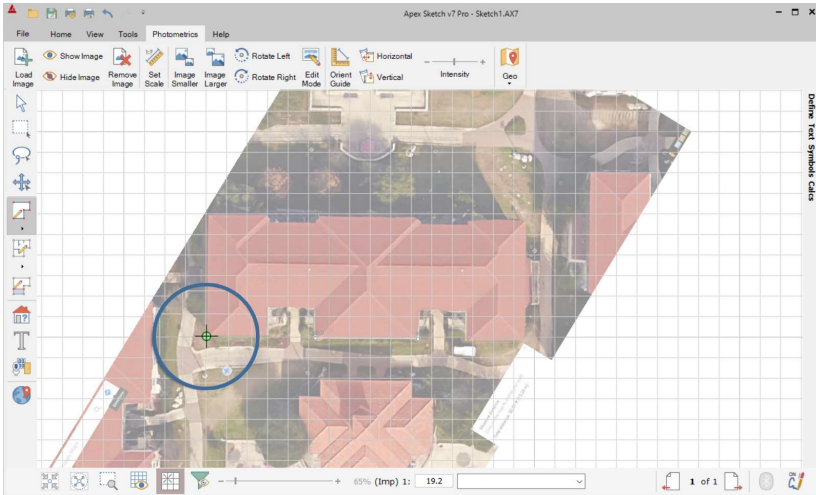 Apex Sketch v7 Pro - Sketch1.AX7
File Home View Tools Photometrics Help
Load Image
Show Image
Hide Image
Remove Image
Set Scale
Image Smaller
Image Larger
Rotate Left
Rotate Right
Edit Mode
Orient Guide
Horizontal
Vertical
Intensity
Geo
Define Text Symbols Calcs
65% (Imp) 1: 19.2
1 of 1
ON